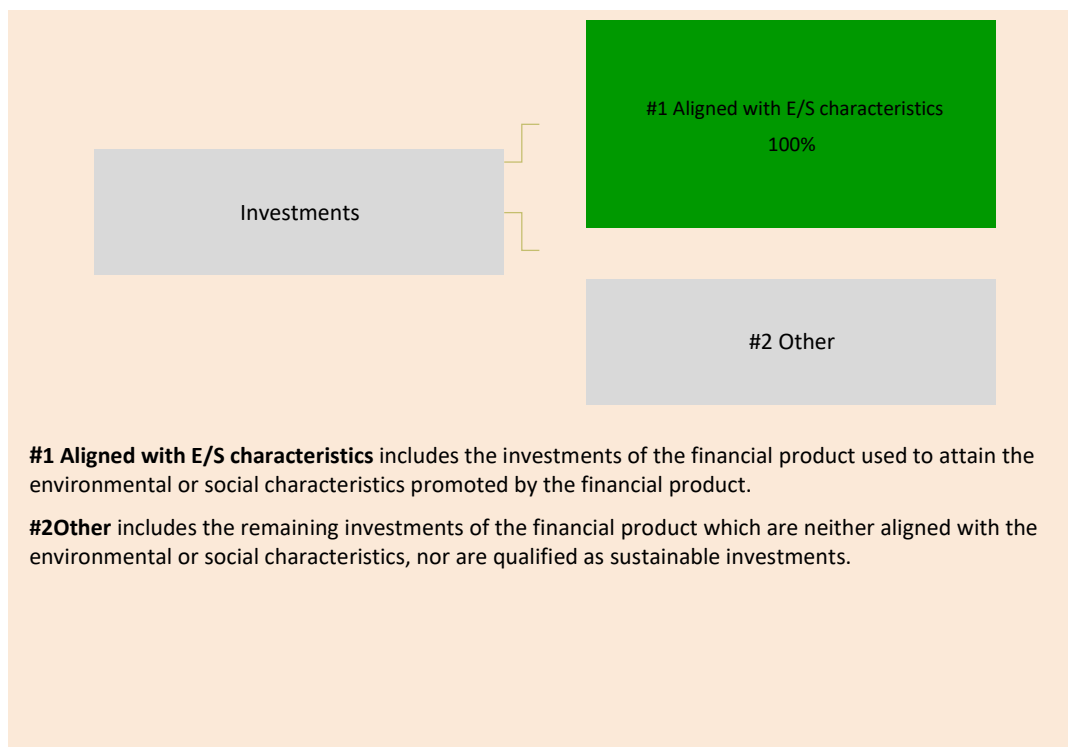 #1 Aligned with E/S characteristics
100%
Investments
#2 Other
#1 Aligned with E/S characteristics includes the investments of the financial product used to attain the
environmental or social characteristics promoted by the financial product.
#2Other includes the remaining investments of the financial product which are neither aligned with the
environmental or social characteristics, nor are qualified as sustainable investments.